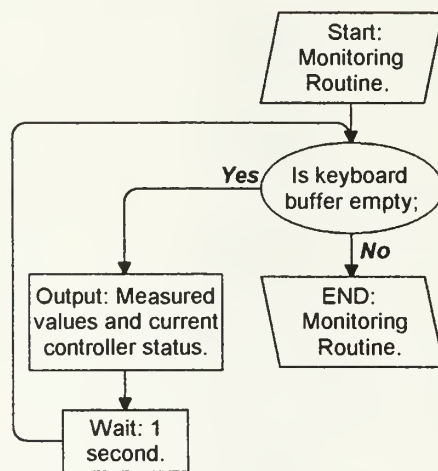 Start:
Monitoring
Routine.
Is keyboard
buffer empty;
Yes
No
Output: Measured
values and current
controller status.
END:
Monitoring
Routine.
Wait: 1
second.